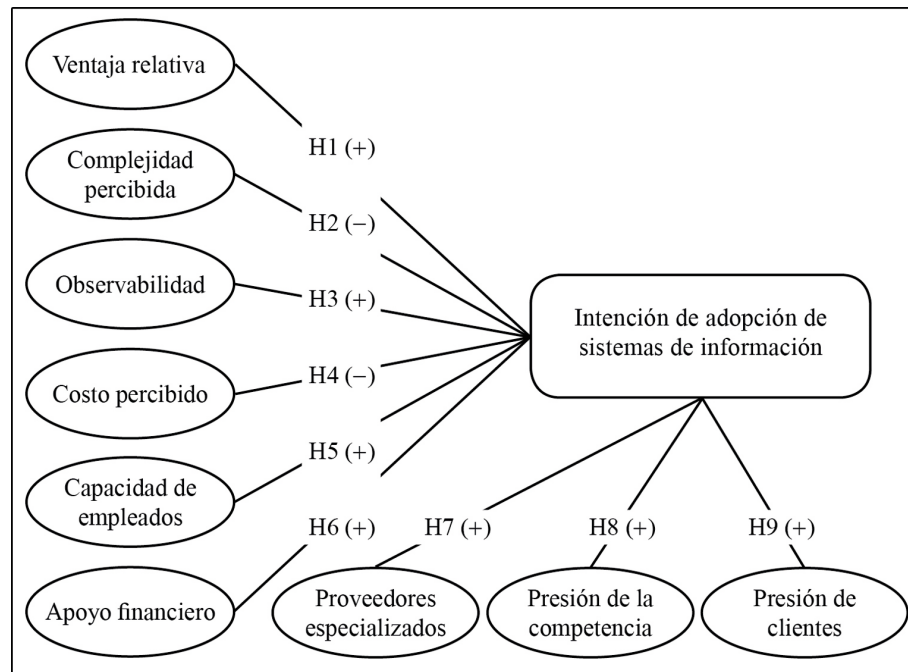 Ventaja relativa
H1 (+)
Complejidad
percibida
H2 (−)
Observabilidad
H3 (+)
Intención de adopción de
sistemas de información
Costo percibido
H4 (−)
Capacidad de
empleados
H5 (+)
Apoyo financiero
H6 (+)
H7 (+)
H8 (+)
H9 (+)
Proveedores
especializados
Presión de la
competencia
Presión de
clientes